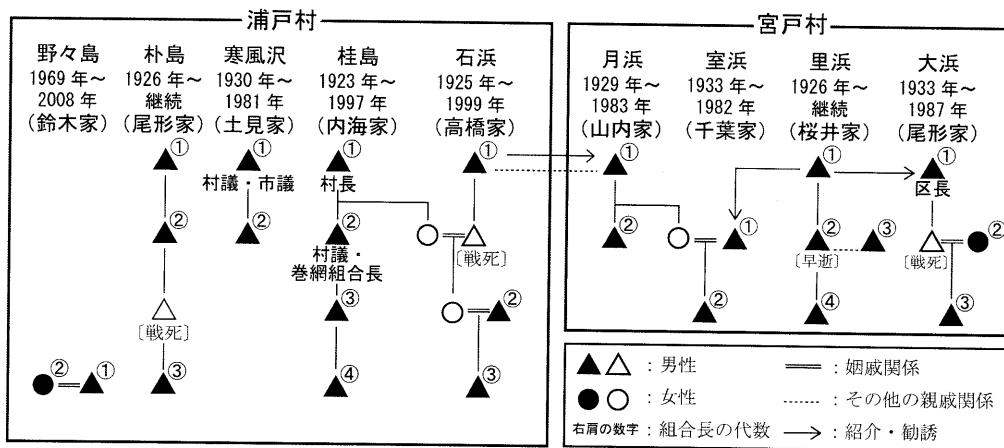 浦戸村
野々島
1969年～
2008年
(鈴木家)
②
①
朴島
1926年～
継続
(尾形家)
①
②
〔戦死〕
③
寒風沢
1930年～
1981年
(土見家)
①
村議・市議
②
桂島
1923年～
1997年
(内海家)
①
村長
②
村議・
巻網組合長
③
④
石浜
1925年～
1999年
(高橋家)
①
〔戦死〕
②
③
宮戸村
月浜
1929年～
1983年
(山内家)
①
②
室浜
1933年～
1982年
(千葉家)
①
②
里浜
1926年～
継続
(桜井家)
①
②
③
〔早逝〕
④
大浜
1933年～
1987年
(尾形家)
①
区長
②
〔戦死〕
③
：男性
：姻戚関係
：女性
：その他の親戚関係
右肩の数字：組合長の代数
：紹介・勧誘